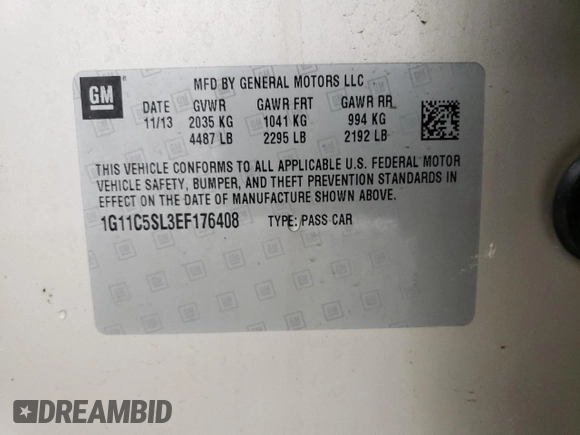 GM
MFD BY GENERAL MOTORS LLC
DATE GVWR GAWR FRT GAWR RR
11/13 2035 KG 1041 KG 994 KG
4487 LB 2295 LB 2192 LB
THIS VEHICLE CONFORMS TO ALL APPLICABLE U.S. FEDERAL MOTOR
VEHICLE SAFETY, BUMPER, AND THEFT PREVENTION STANDARDS IN
EFFECT ON THE DATE OF MANUFACTURE SHOWN ABOVE.
1G11C5SL3EF176408 TYPE: PASS CAR
DREAMBID